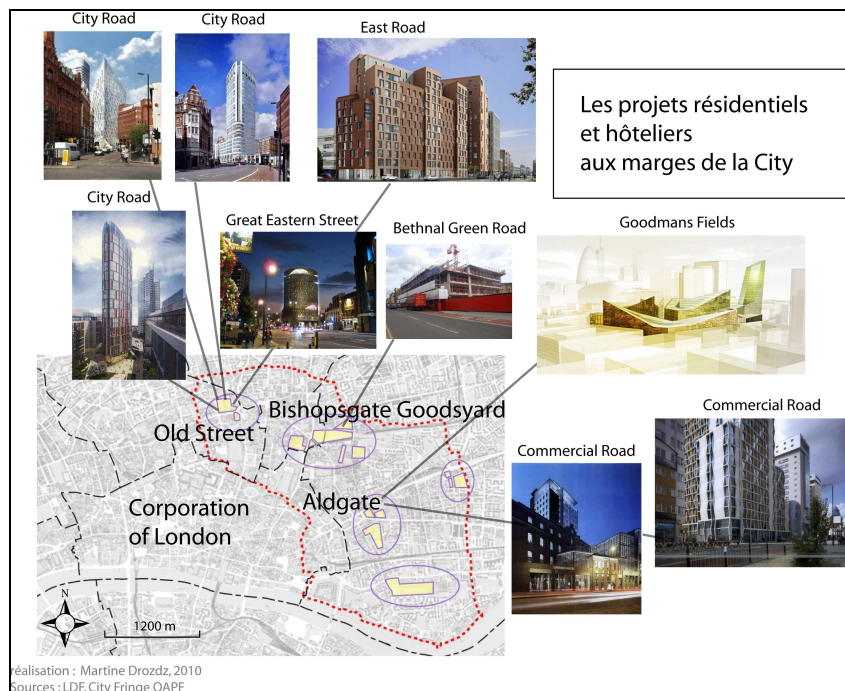 City Road
City Road
East Road
Les projets résidentiels
et hôteliers
aux marges de la City
City Road
Great Eastern Street
Bethnal Green Road
Goodmans Fields
Bishopsgate Goodsyard
Old Street
Commercial Road
Commercial Road
Aldgate
Corporation
of London
N
1200 m
réalisation : Martine Drozdz, 2010
Sources : LDF, City Fringe OAPF